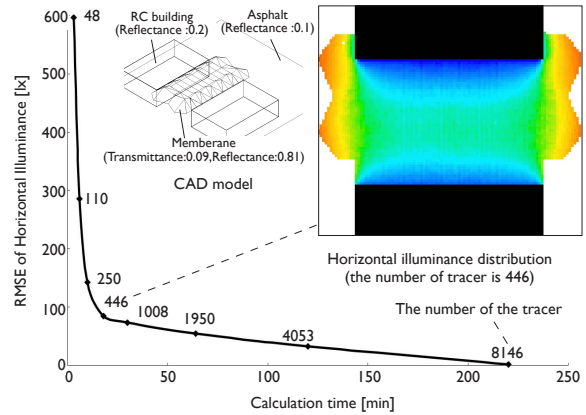 RMSE of Horizontal Illuminance [lx]
600
500
400
300
200
100
0
48
110
250
446
1008
1950
4053
8146
RC building
(Reflectance :0.2)
Asphalt
(Reflectance :0.1)
Memberane
(Transmittance:0.09,Reflectance:0.81)
CAD model
Horizontal illuminance distribution
(the number of tracer is 446)
The number of the tracer
0
50
100
150
200
250
Calculation time [min]